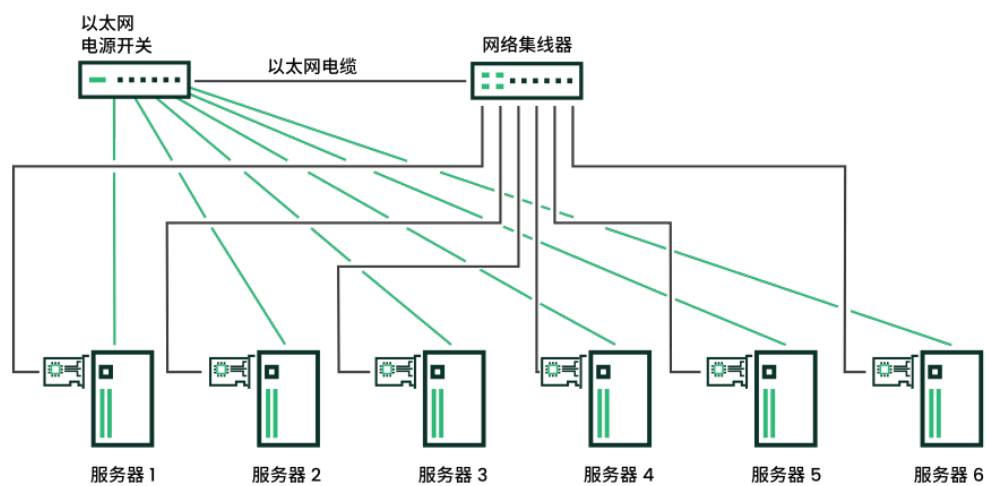 以太网
电源开关
网络集线器
以太网电缆
服务器 1
服务器 2
服务器 3
服务器 4
服务器 5
服务器 6